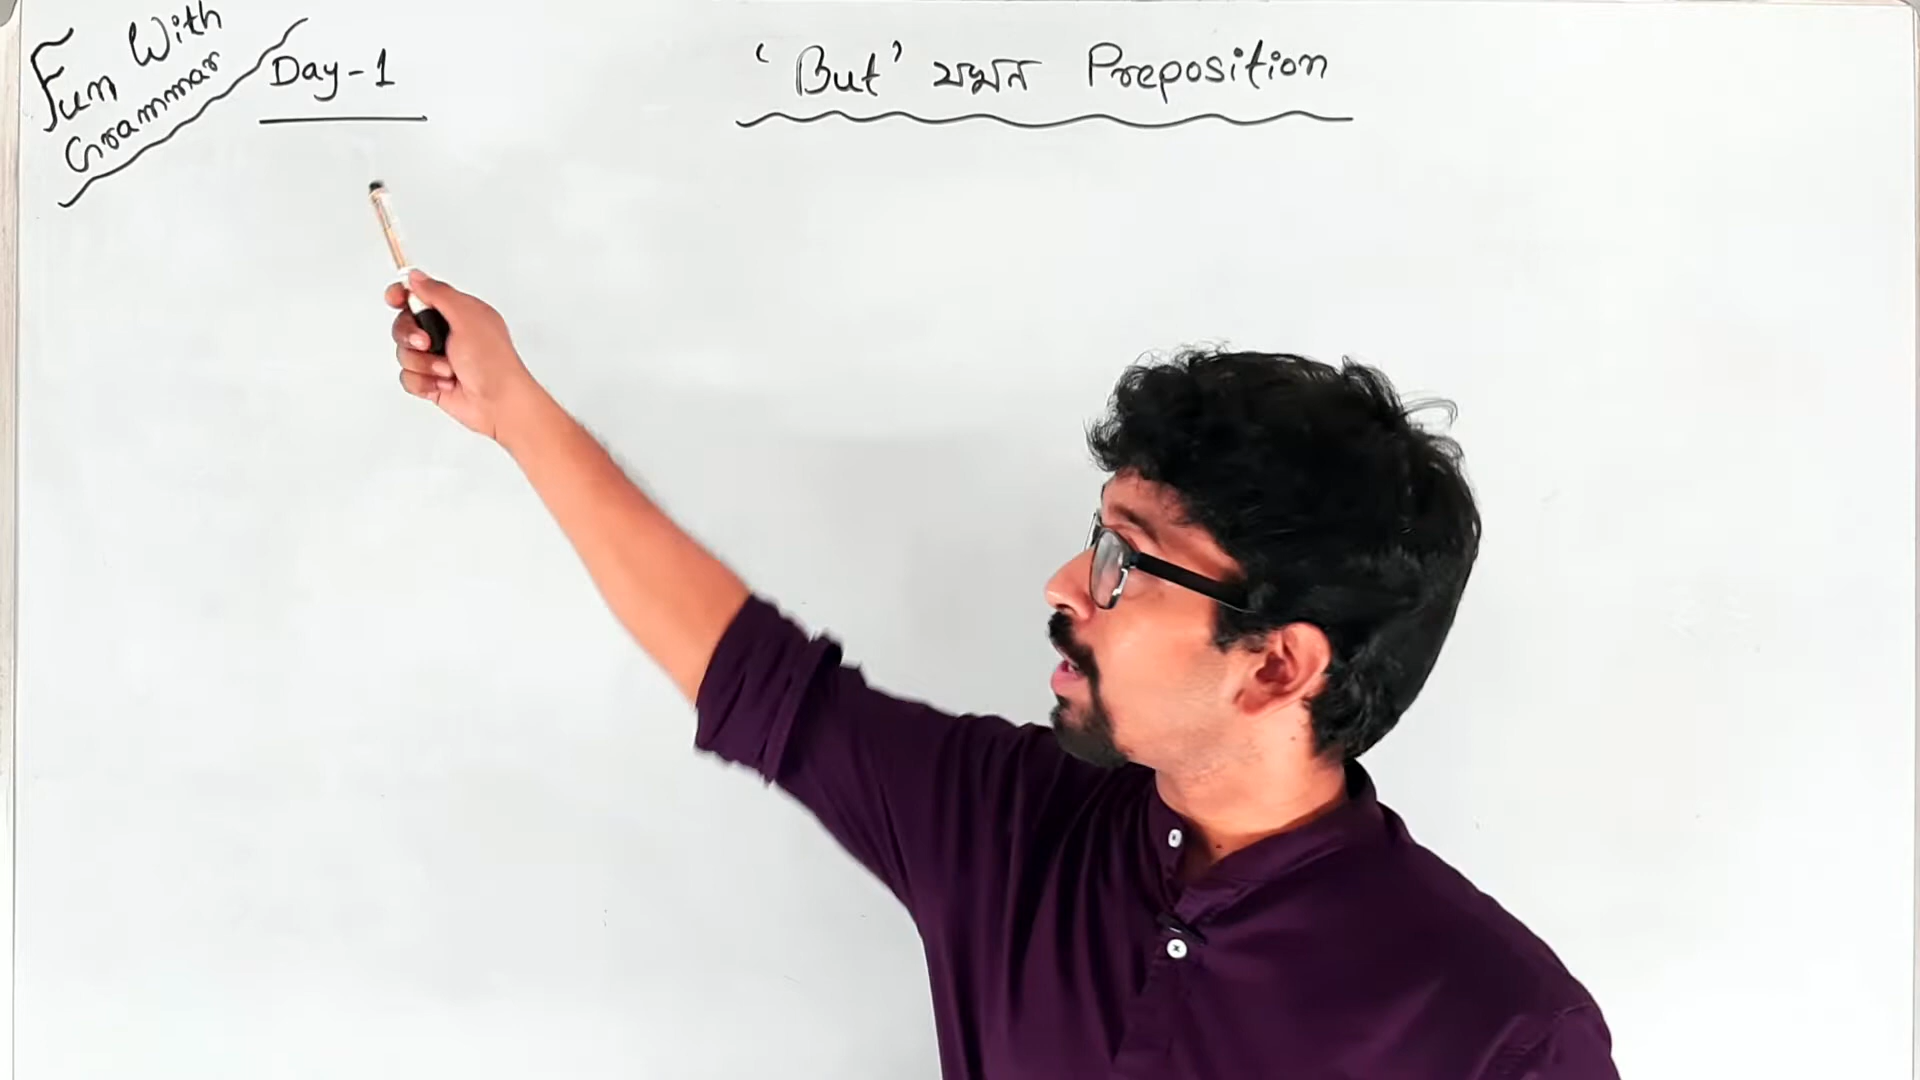 Fun With
Grammar
Day-1
'But' যখন Preposition